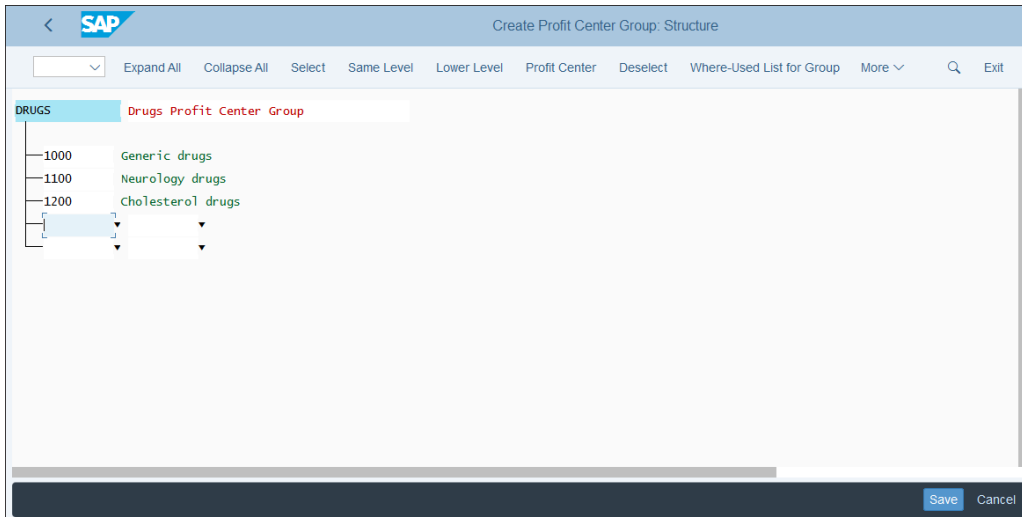 SAP Create Profit Center Group: Structure
Expand All Collapse All Select Same Level Lower Level Profit Center Deselect Where-Used List for Group More Exit
DRUGS Drugs Profit Center Group
1000 Generic drugs
1100 Neurology drugs
1200 Cholesterol drugs
Save Cancel